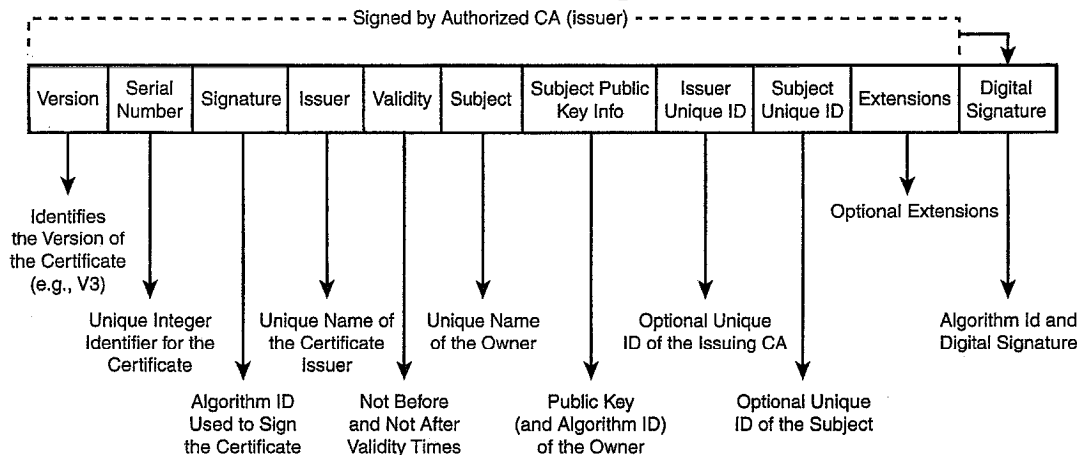 Signed by Authorized CA (issuer)
Version
Serial
Number
Signature
Issuer
Validity
Subject
Subject Public
Key Info
Issuer
Unique ID
Subject
Unique ID
Extensions
Digital
Signature
Identifies
the Version of
the Certificate
(e.g., V3)
Optional Extensions
Unique Integer
Identifier for the
Certificate
Unique Name of
the Certificate
Issuer
Unique Name
of the Owner
Optional Unique
ID of the Issuing CA
Algorithm Id and
Digital Signature
Algorithm ID
Used to Sign
the Certificate
Not Before
and Not After
Validity Times
Public Key
(and Algorithm ID)
of the Owner
Optional Unique
ID of the Subject